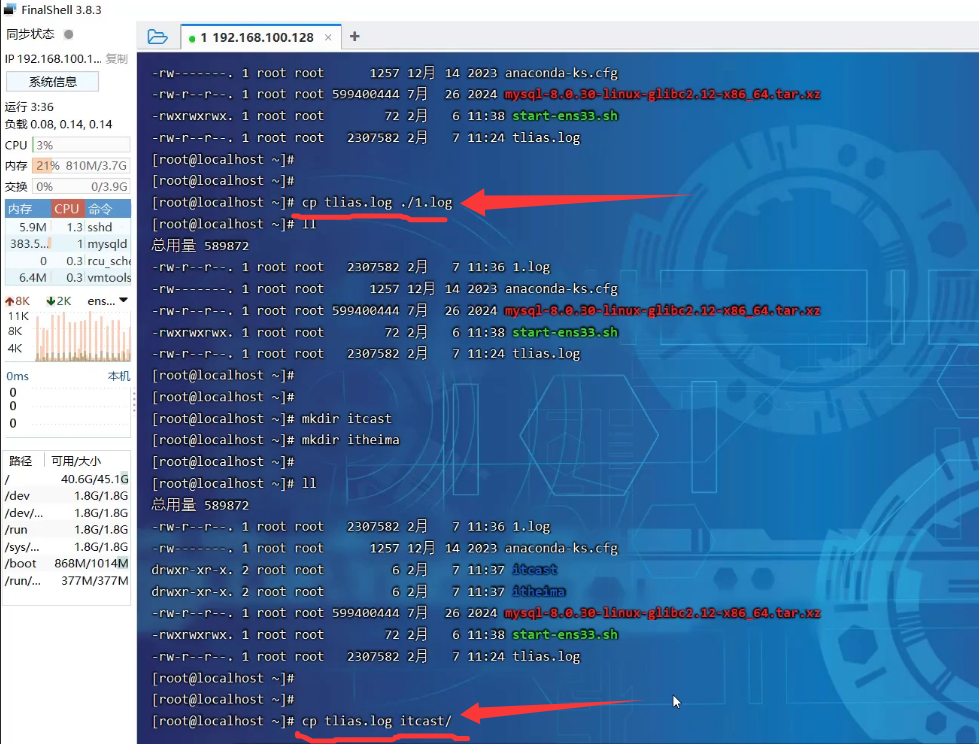 FinalShell 3.8.3
同步状态
IP 192.168.100.1... 复制
系统信息
运行 3:36
负载 0.08, 0.14, 0.14
CPU 3%
内存 21% 810M/3.7G
交换 0% 0/3.9G
内存 CPU 命令
5.9M 1.3 sshd
383.5... 1 mysqld
0 0.3 rcu_sche
6.4M 0.3 vmtools
8K 2K ens...
11K
8K
4K
0ms 本机
0
0
0
路径 可用/大小
/ 40.6G/45.1G
/dev 1.8G/1.8G
/dev/... 1.8G/1.8G
/run 1.8G/1.8G
/sys/... 1.8G/1.8G
/boot 868M/1014M
/run/... 377M/377M
1 192.168.100.128 × +
-rw-------. 1 root root 1257 12月 14 2023 anaconda-ks.cfg
-rw-r--r--. 1 root root 599400444 7月 26 2024 mysql-8.0.30-linux-glibc2.12-x86_64.tar.xz
-rwxrwxrwx. 1 root root 72 2月 6 11:38 start-ens33.sh
-rw-r--r--. 1 root root 2307582 2月 7 11:24 tlias.log
[root@localhost ~]#
[root@localhost ~]#
[root@localhost ~]# cp tlias.log ./1.log
[root@localhost ~]# ll
总用量 589872
-rw-r--r--. 1 root root 2307582 2月 7 11:36 1.log
-rw-------. 1 root root 1257 12月 14 2023 anaconda-ks.cfg
-rw-r--r--. 1 root root 599400444 7月 26 2024 mysql-8.0.30-linux-glibc2.12-x86_64.tar.xz
-rwxrwxrwx. 1 root root 72 2月 6 11:38 start-ens33.sh
-rw-r--r--. 1 root root 2307582 2月 7 11:24 tlias.log
[root@localhost ~]#
[root@localhost ~]#
[root@localhost ~]# mkdir itcast
[root@localhost ~]# mkdir itheima
[root@localhost ~]#
[root@localhost ~]# ll
总用量 589872
-rw-r--r--. 1 root root 2307582 2月 7 11:36 1.log
-rw-------. 1 root root 1257 12月 14 2023 anaconda-ks.cfg
drwxr-xr-x. 2 root root 6 2月 7 11:37 itcast
drwxr-xr-x. 2 root root 6 2月 7 11:37 itheima
-rw-r--r--. 1 root root 599400444 7月 26 2024 mysql-8.0.30-linux-glibc2.12-x86_64.tar.xz
-rwxrwxrwx. 1 root root 72 2月 6 11:38 start-ens33.sh
-rw-r--r--. 1 root root 2307582 2月 7 11:24 tlias.log
[root@localhost ~]#
[root@localhost ~]#
[root@localhost ~]# cp tlias.log itcast/